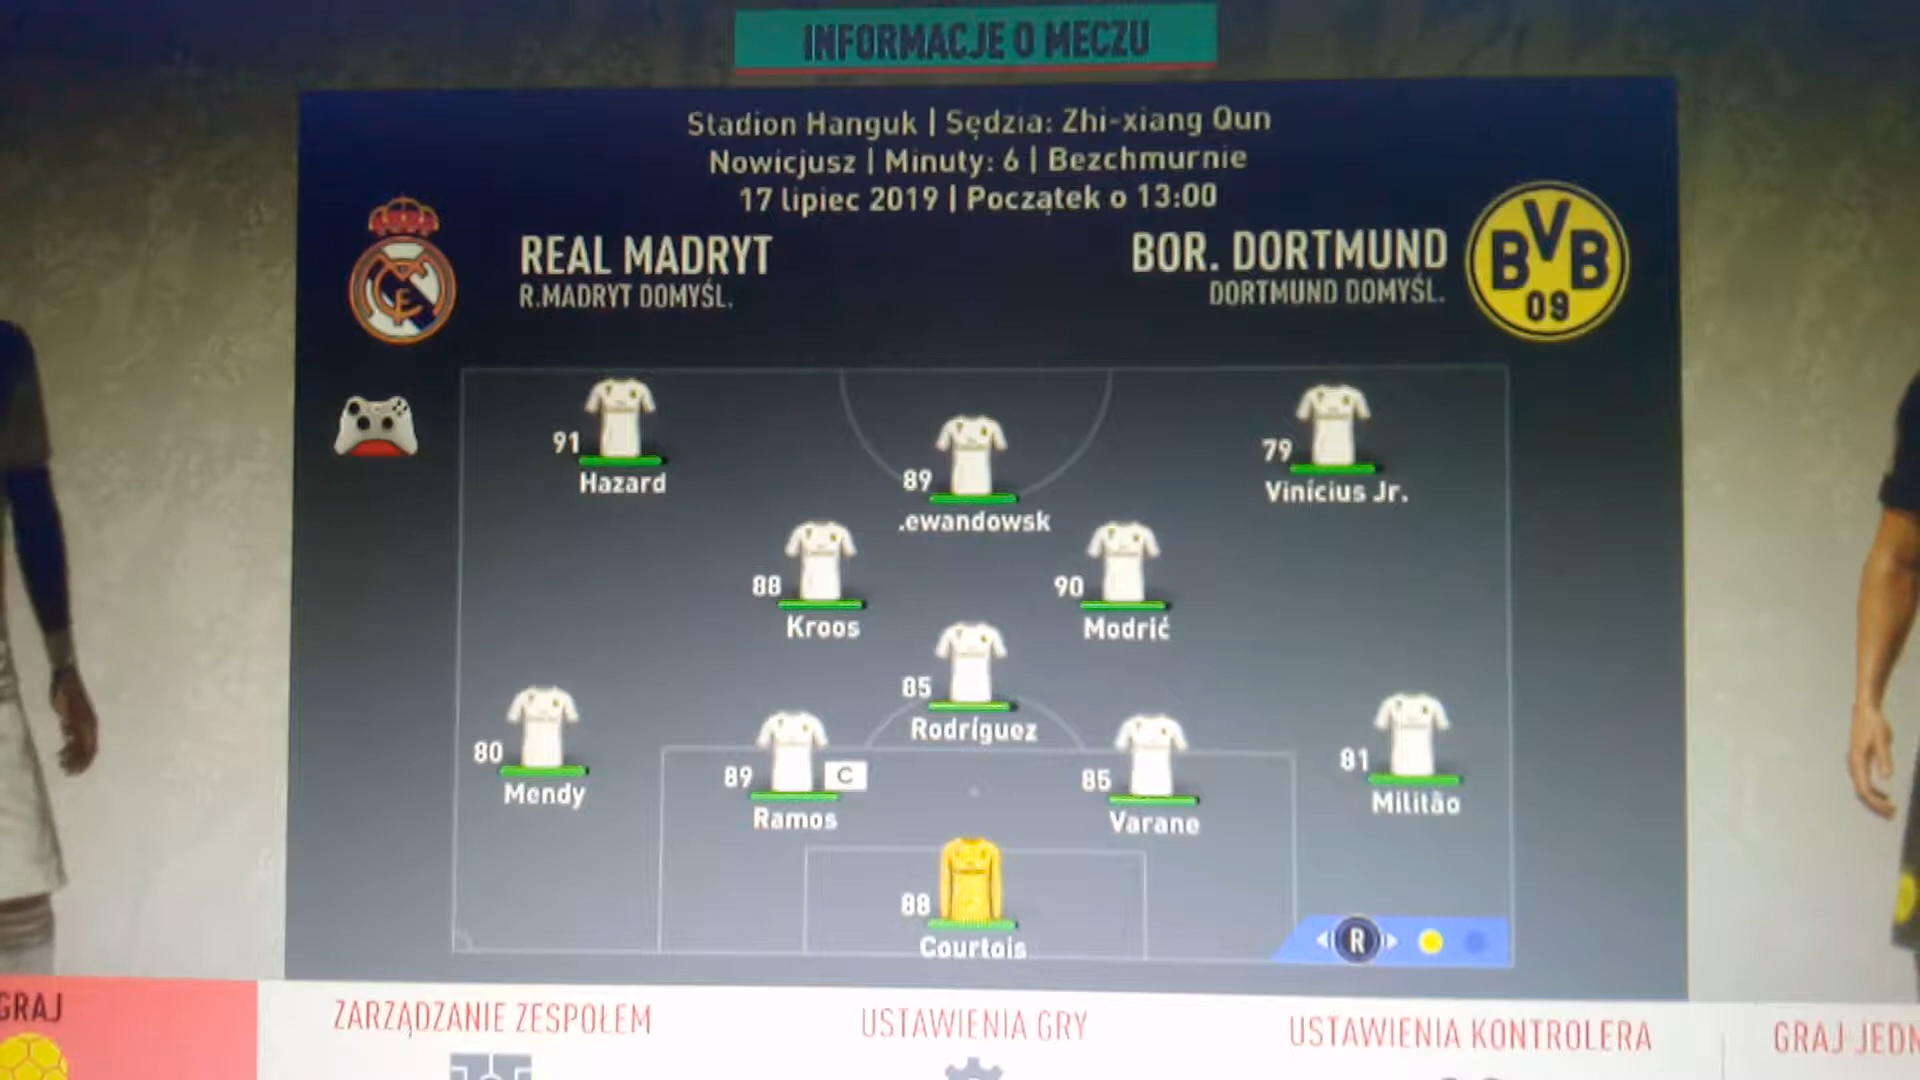 INFORMACJE O MECZU
Stadion Hanguk | Sędzia: Zhi-xiang Qun
Nowicjusz | Minuty: 6 | Bezchmurnie
17 lipiec 2019 | Początek o 13:00
REAL MADRYT
R.MADRYT DOMYŚL.
BOR. DORTMUND
DORTMUND DOMYŚL.
BVB
09
91
Hazard
89
.ewandowsk
79
Vinícius Jr.
88
Kroos
90
Modrić
85
Rodríguez
80
Mendy
89
C
Ramos
85
Varane
81
Militão
88
Courtois
R
GRAJ
ZARZĄDZANIE ZESPOŁEM
USTAWIENIA GRY
USTAWIENIA KONTROLERA
GRAJ JEDN